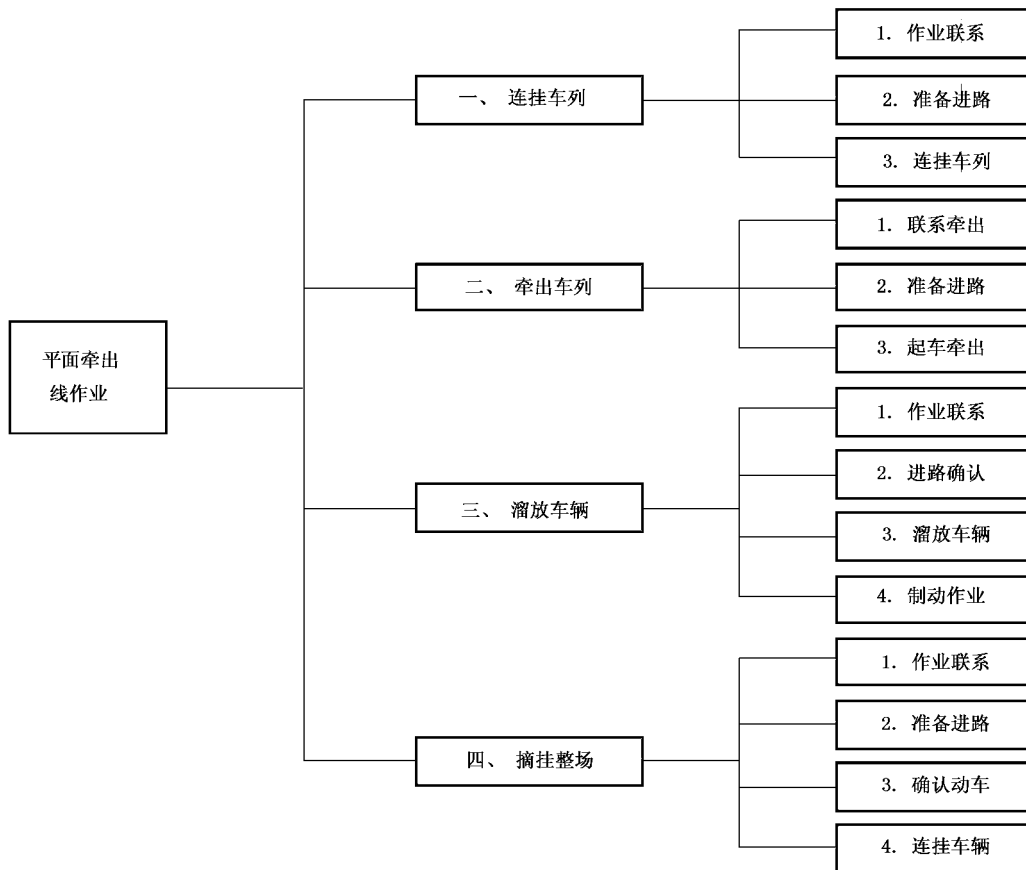 平面牵出
线作业
一、 连挂车列
1. 作业联系
2. 准备进路
3. 连挂车列
二、 牵出车列
1. 联系牵出
2. 准备进路
3. 起车牵出
三、 溜放车辆
1. 作业联系
2. 进路确认
3. 溜放车辆
4. 制动作业
四、 摘挂整场
1. 作业联系
2. 准备进路
3. 确认动车
4. 连挂车辆